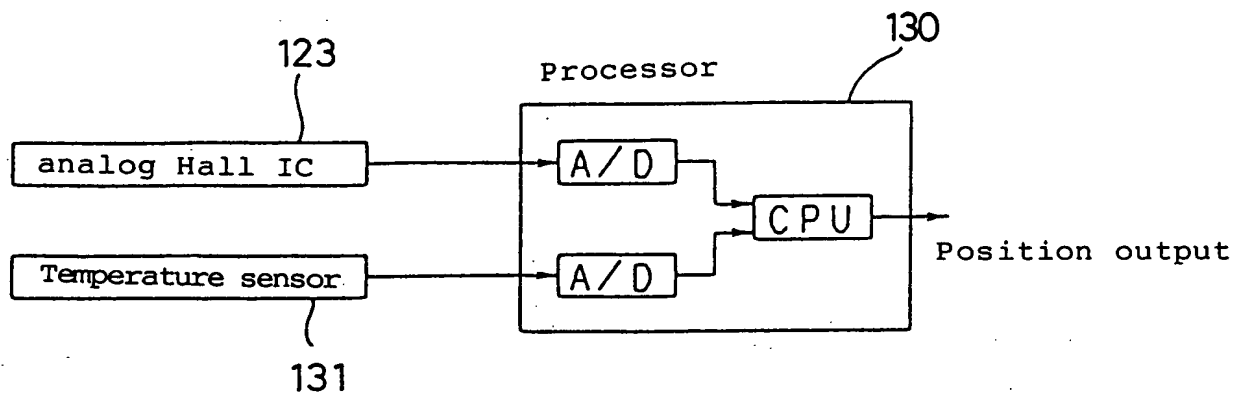 130
123
Processor
analog Hall IC
A/D
CPU
Position output
Temperature sensor
A/D
131